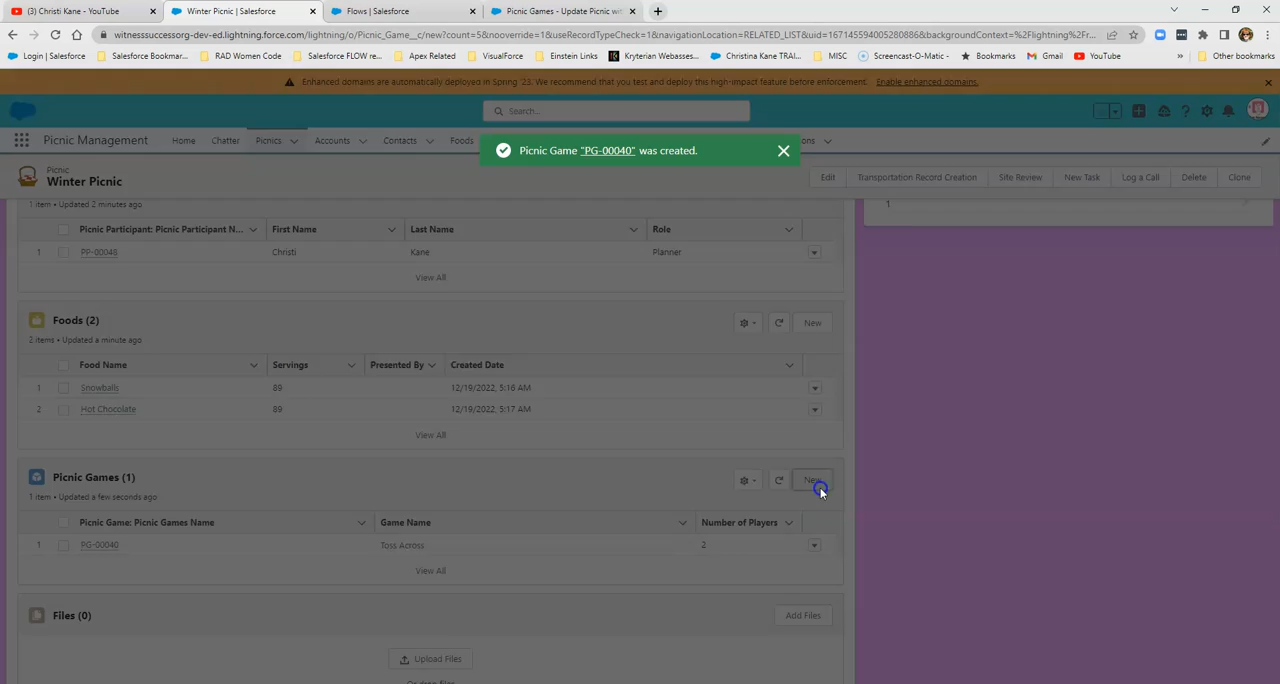 (3) Christi Kane - YouTube
Winter Picnic | Salesforce
Flows | Salesforce
Picnic Games - Update Picnic wit
witnesssuccessorg-dev-ed.lightning.force.com/lightning/o/Picnic_Game__c/new?count=5&nooverride=1&useRecordTypeCheck=1&navigationLocation=RELATED_LIST&uid=167145594005280886&backgroundContext=%2Flightning%2Fr...
Login | Salesforce
Salesforce Bookmar...
RAD Women Code
Salesforce FLOW re...
Apex Related
VisualForce
Einstein Links
Kryterian Webasses...
Christina Kane TRAI...
MISC
Screencast-O-Matic -
Bookmarks
Gmail
YouTube
»
Other bookmarks
Enhanced domains are automatically deployed in Spring '23. We recommend that you test and deploy this high-impact feature before enforcement. Enable enhanced domains.
Search...
Picnic Management
Home
Chatter
Picnics
Accounts
Contacts
Foods
ons
Picnic Game "PG-00040" was created.
Picnic
Winter Picnic
Edit
Transportation Record Creation
Site Review
New Task
Log a Call
Delete
Clone
1 item • Updated 2 minutes ago
1
Picnic Participant: Picnic Participant N...
First Name
Last Name
Role
1 PP-00048 Christi Kane Planner
View All
Foods (2)
New
2 items • Updated a minute ago
Food Name
Servings
Presented By
Created Date
1 Snowballs 89 12/19/2022, 5:16 AM
2 Hot Chocolate 89 12/19/2022, 5:17 AM
View All
Picnic Games (1)
New
1 item • Updated a few seconds ago
Picnic Game: Picnic Games Name
Game Name
Number of Players
1 PG-00040 Toss Across 2
View All
Files (0)
Add Files
Upload Files
Or drop files